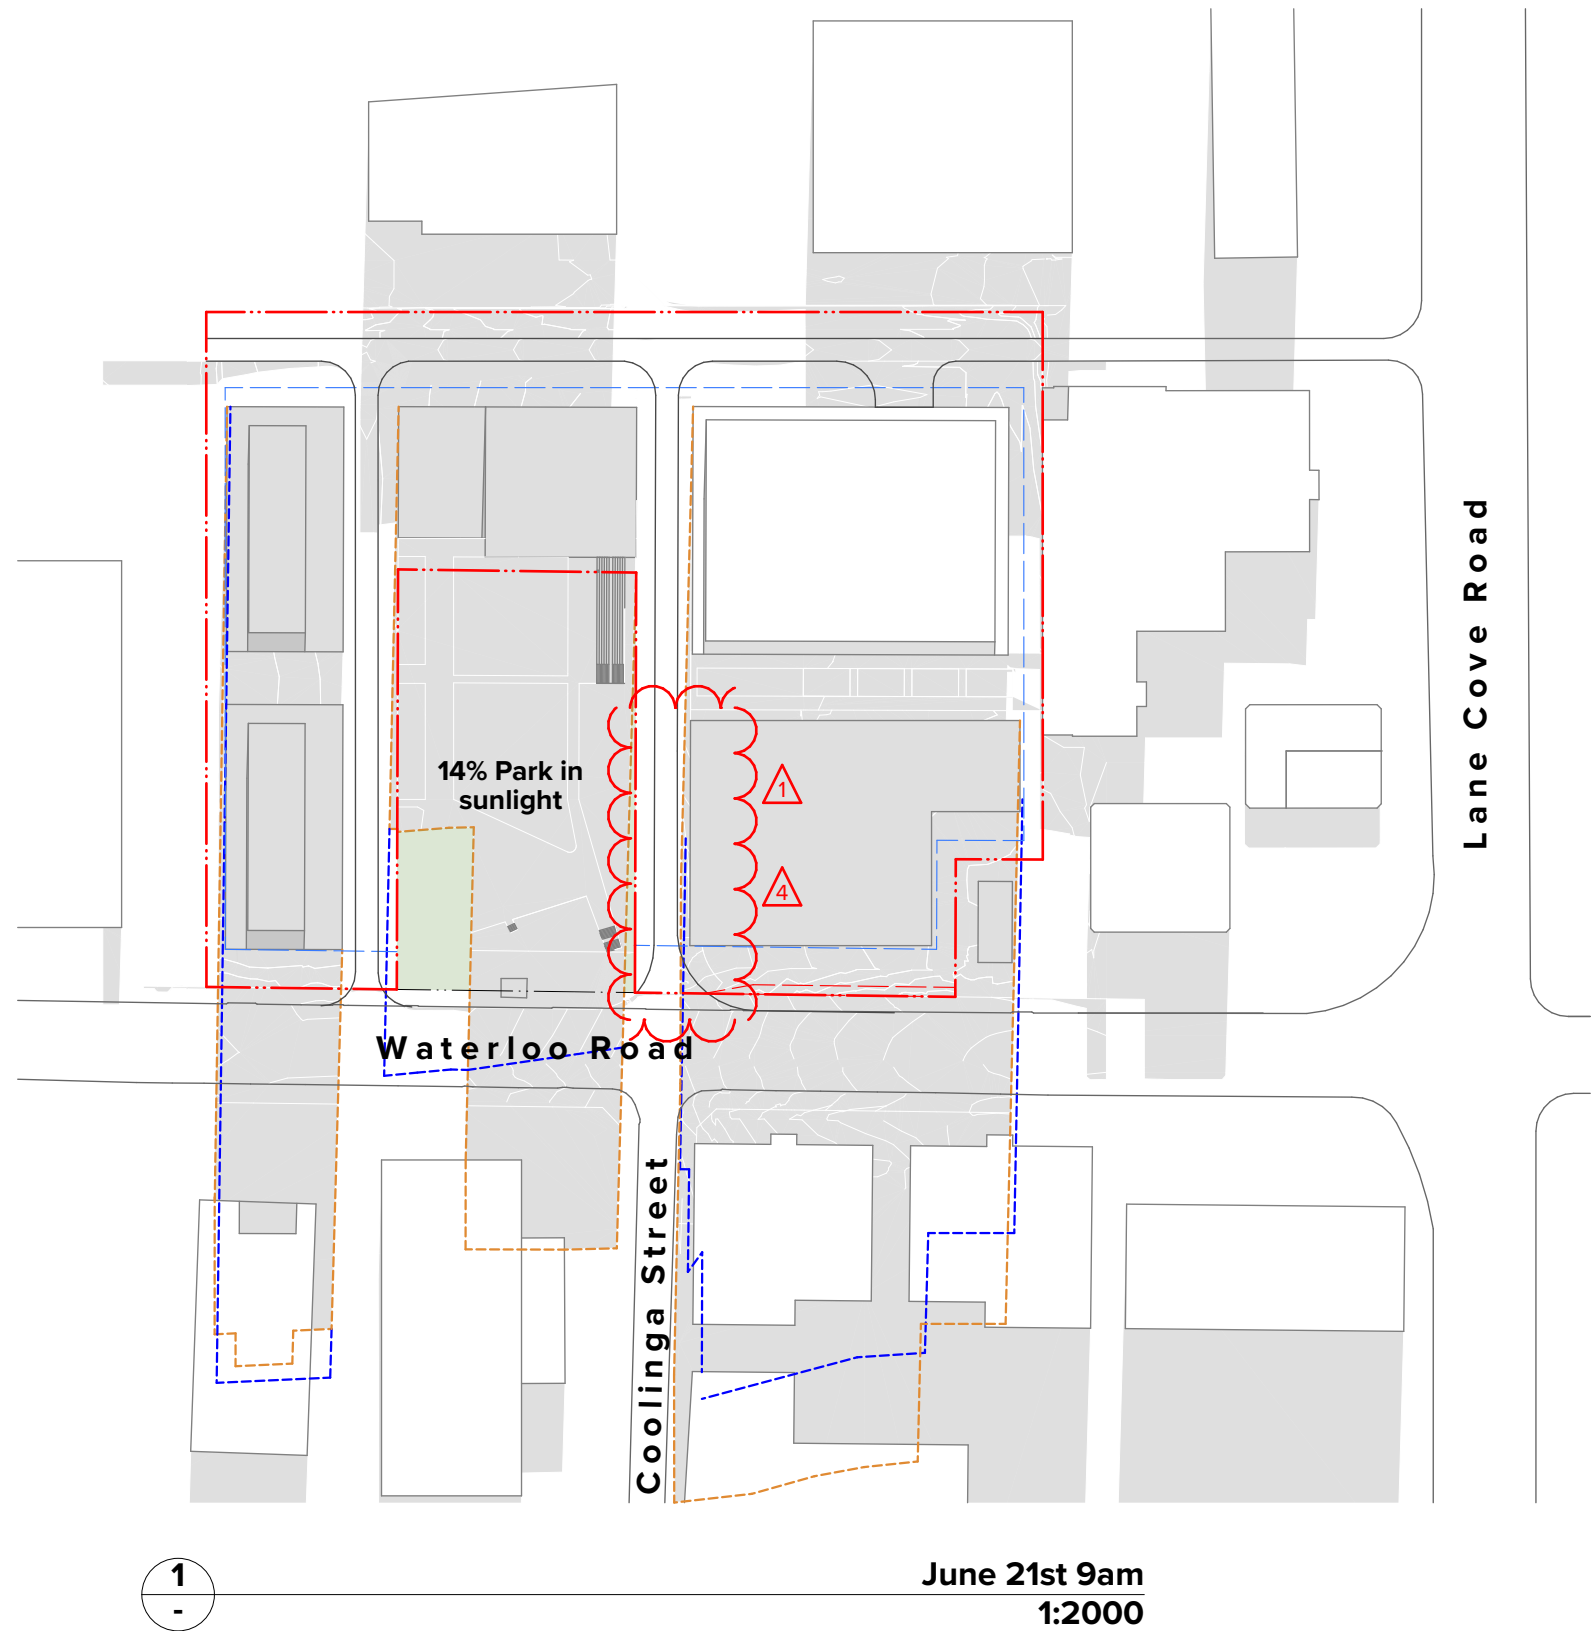 Lane Cove Road
14% Park in
sunlight
1
4
Waterloo Road
Coolinga Street
1
-
June 21st 9am
1:2000